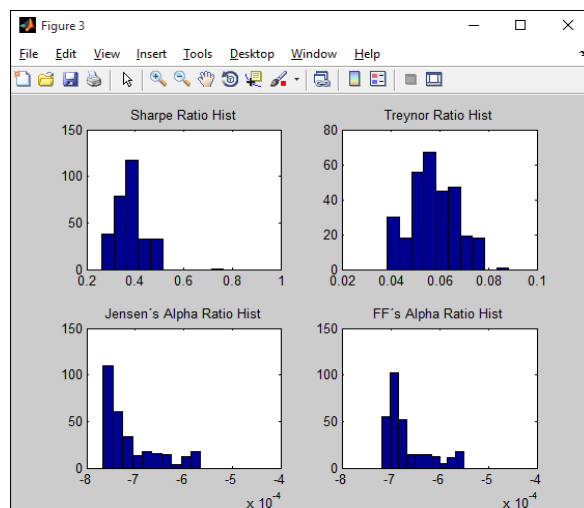 Figure 3
File Edit View Insert Tools Desktop Window Help
Sharpe Ratio Hist
150
100
50
0
0.2 0.4 0.6 0.8 1
Treynor Ratio Hist
80
60
40
20
0
0.02 0.04 0.06 0.08 0.1
Jensen´s Alpha Ratio Hist
150
100
50
0
-8 -7 -6 -5 -4
x 10-4
FF´s Alpha Ratio Hist
150
100
50
0
-8 -7 -6 -5 -4
x 10-4